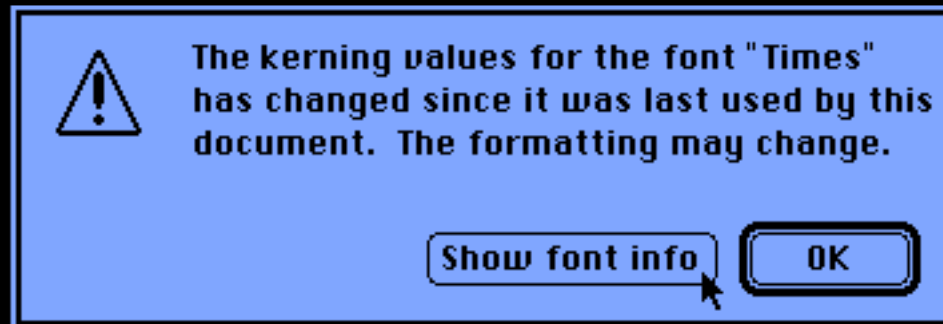 The kerning values for the font "Times"
has changed since it was last used by this
document.  The formatting may change.
Show font info
OK